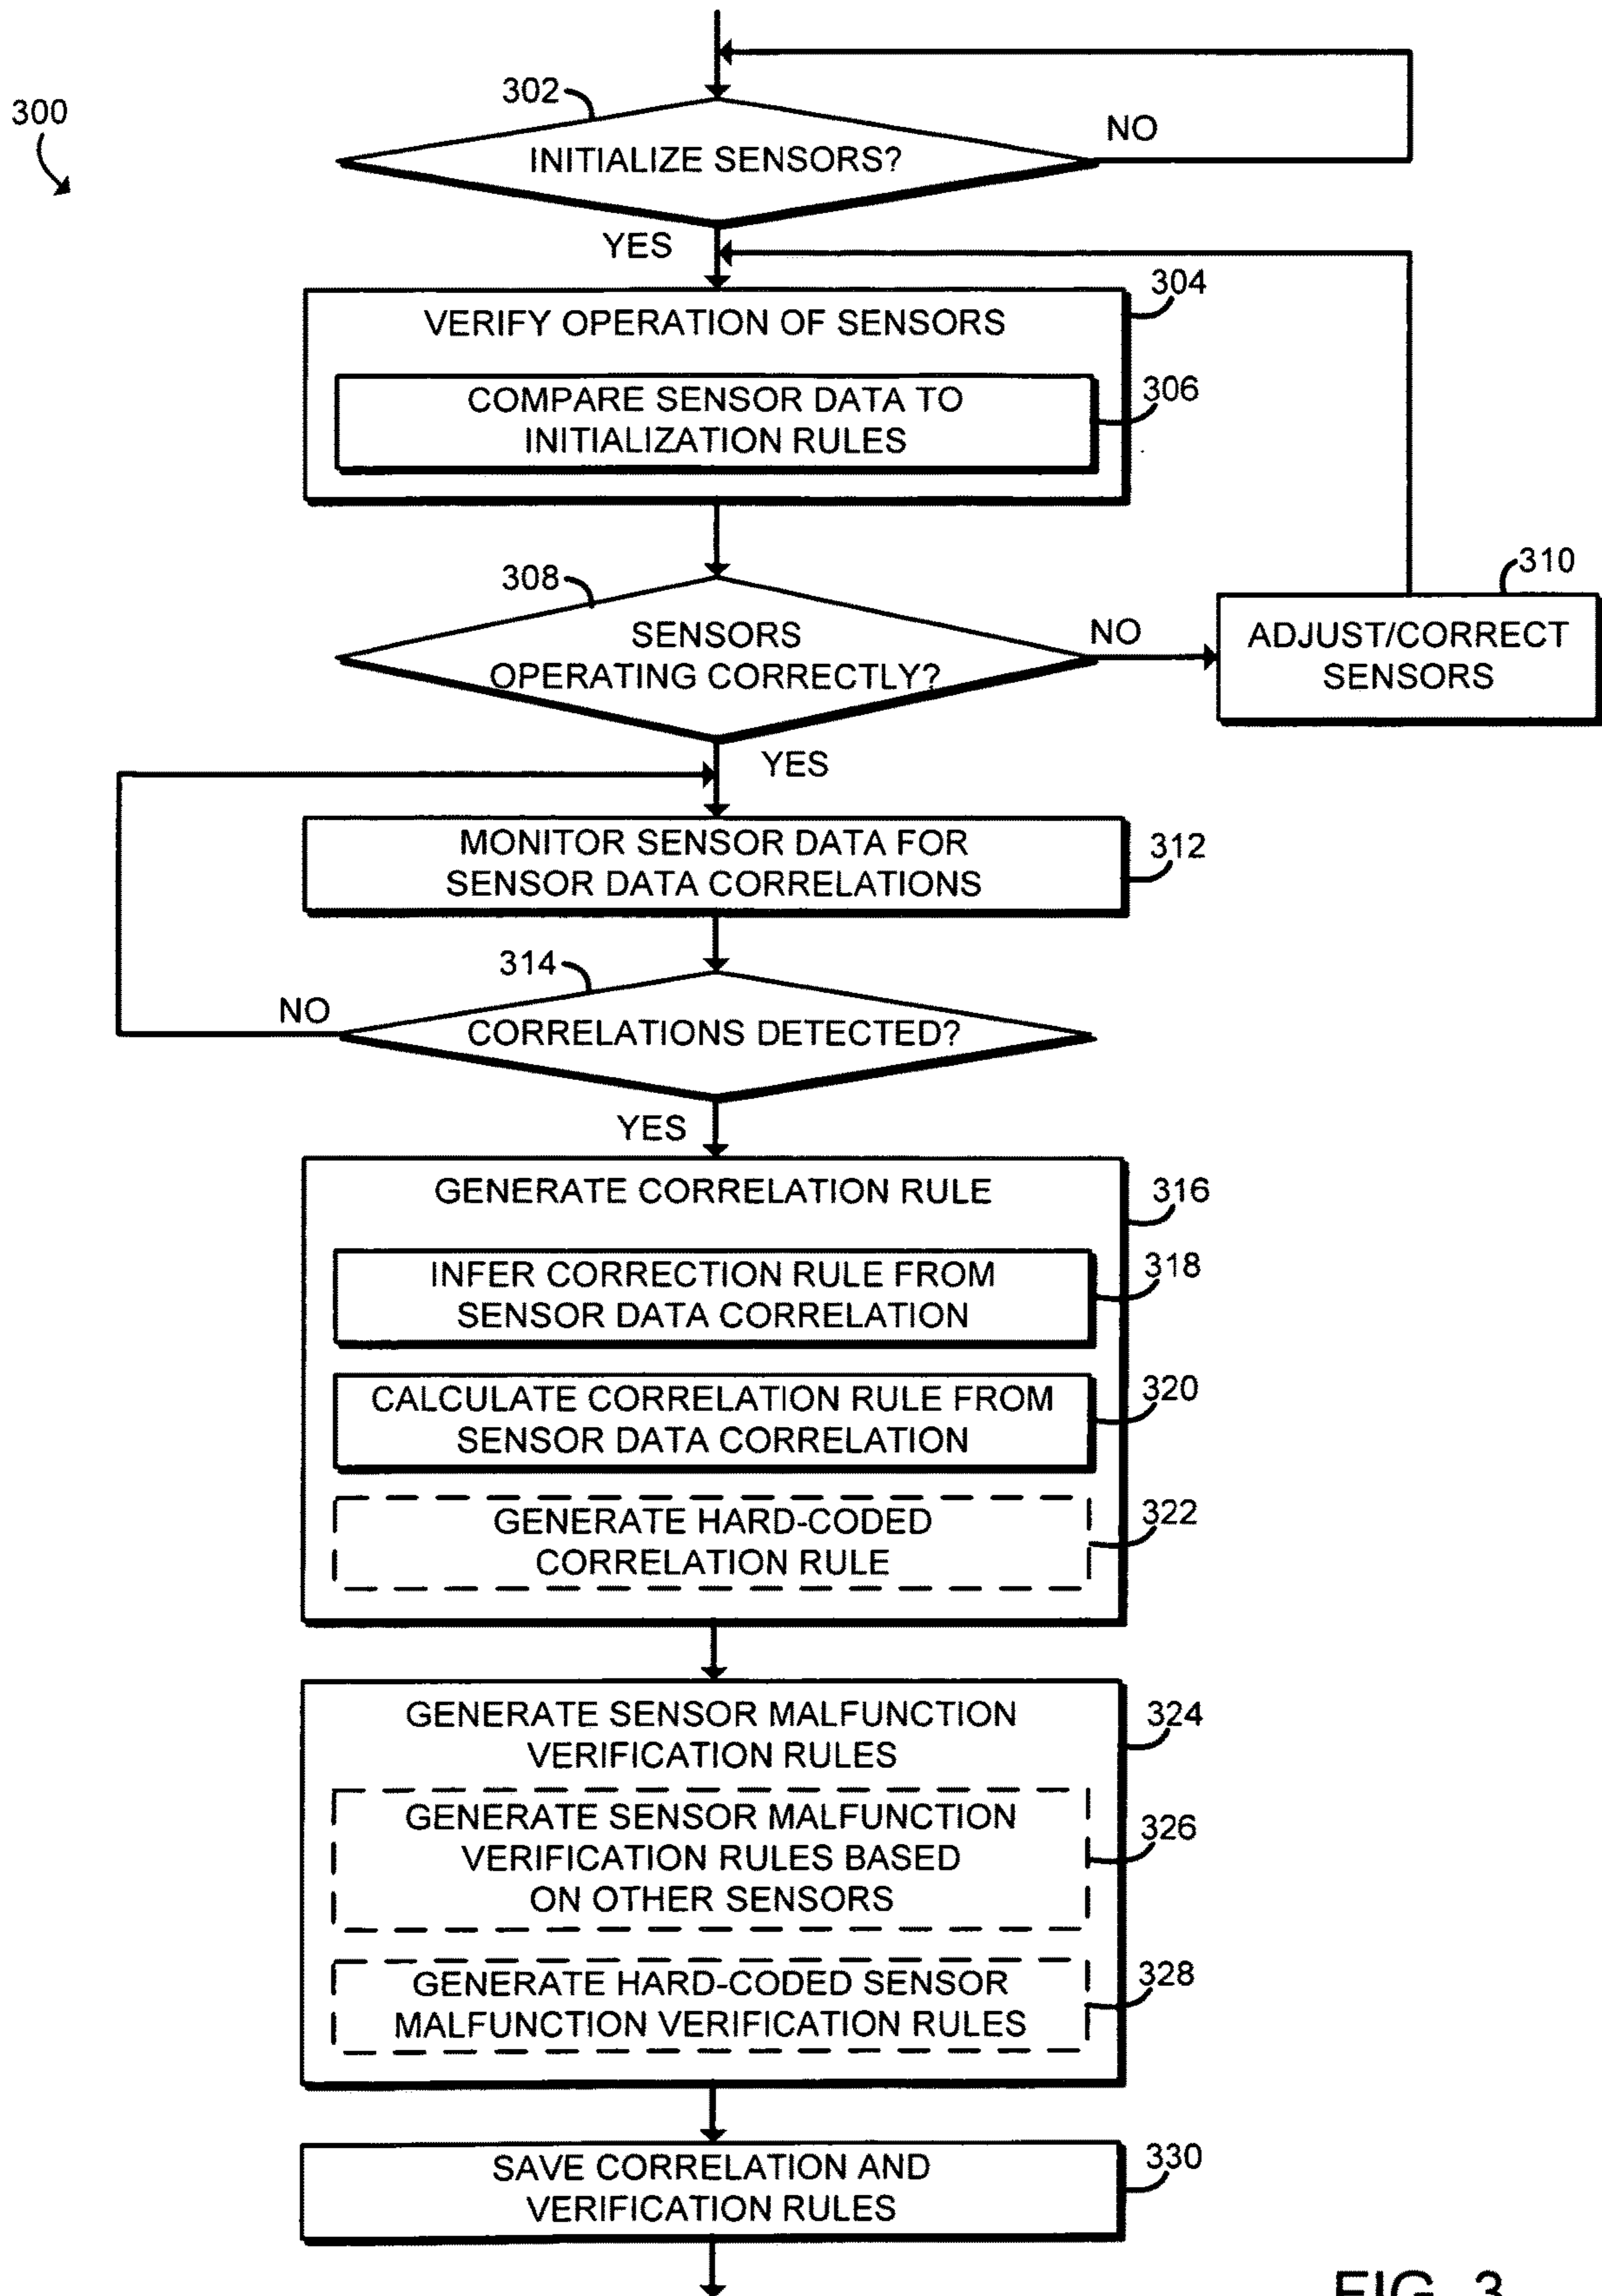 300
302
INITIALIZE SENSORS?
NO
YES
304
VERIFY OPERATION OF SENSORS
306
COMPARE SENSOR DATA TO
INITIALIZATION RULES
308
SENSORS
OPERATING CORRECTLY?
NO
310
ADJUST/CORRECT
SENSORS
YES
312
MONITOR SENSOR DATA FOR
SENSOR DATA CORRELATIONS
314
NO
CORRELATIONS DETECTED?
YES
316
GENERATE CORRELATION RULE
318
INFER CORRECTION RULE FROM
SENSOR DATA CORRELATION
320
CALCULATE CORRELATION RULE FROM
SENSOR DATA CORRELATION
322
GENERATE HARD-CODED
CORRELATION RULE
324
GENERATE SENSOR MALFUNCTION
VERIFICATION RULES
326
GENERATE SENSOR MALFUNCTION
VERIFICATION RULES BASED
ON OTHER SENSORS
328
GENERATE HARD-CODED SENSOR
MALFUNCTION VERIFICATION RULES
330
SAVE CORRELATION AND
VERIFICATION RULES
FIG. 3